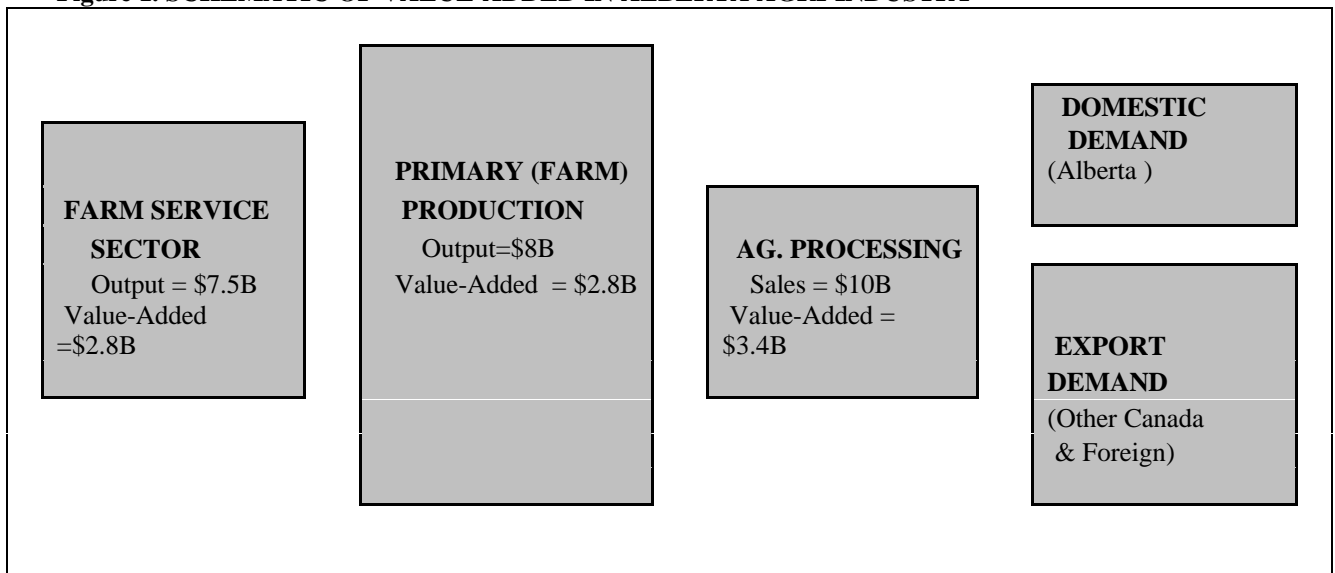 FARM SERVICE
SECTOR
Output = $7.5B
Value-Added
=$2.8B
PRIMARY (FARM)
PRODUCTION
Output=$8B
Value-Added = $2.8B
AG. PROCESSING
Sales = $10B
Value-Added =
$3.4B
DOMESTIC
DEMAND
(Alberta )
EXPORT
DEMAND
(Other Canada
& Foreign)